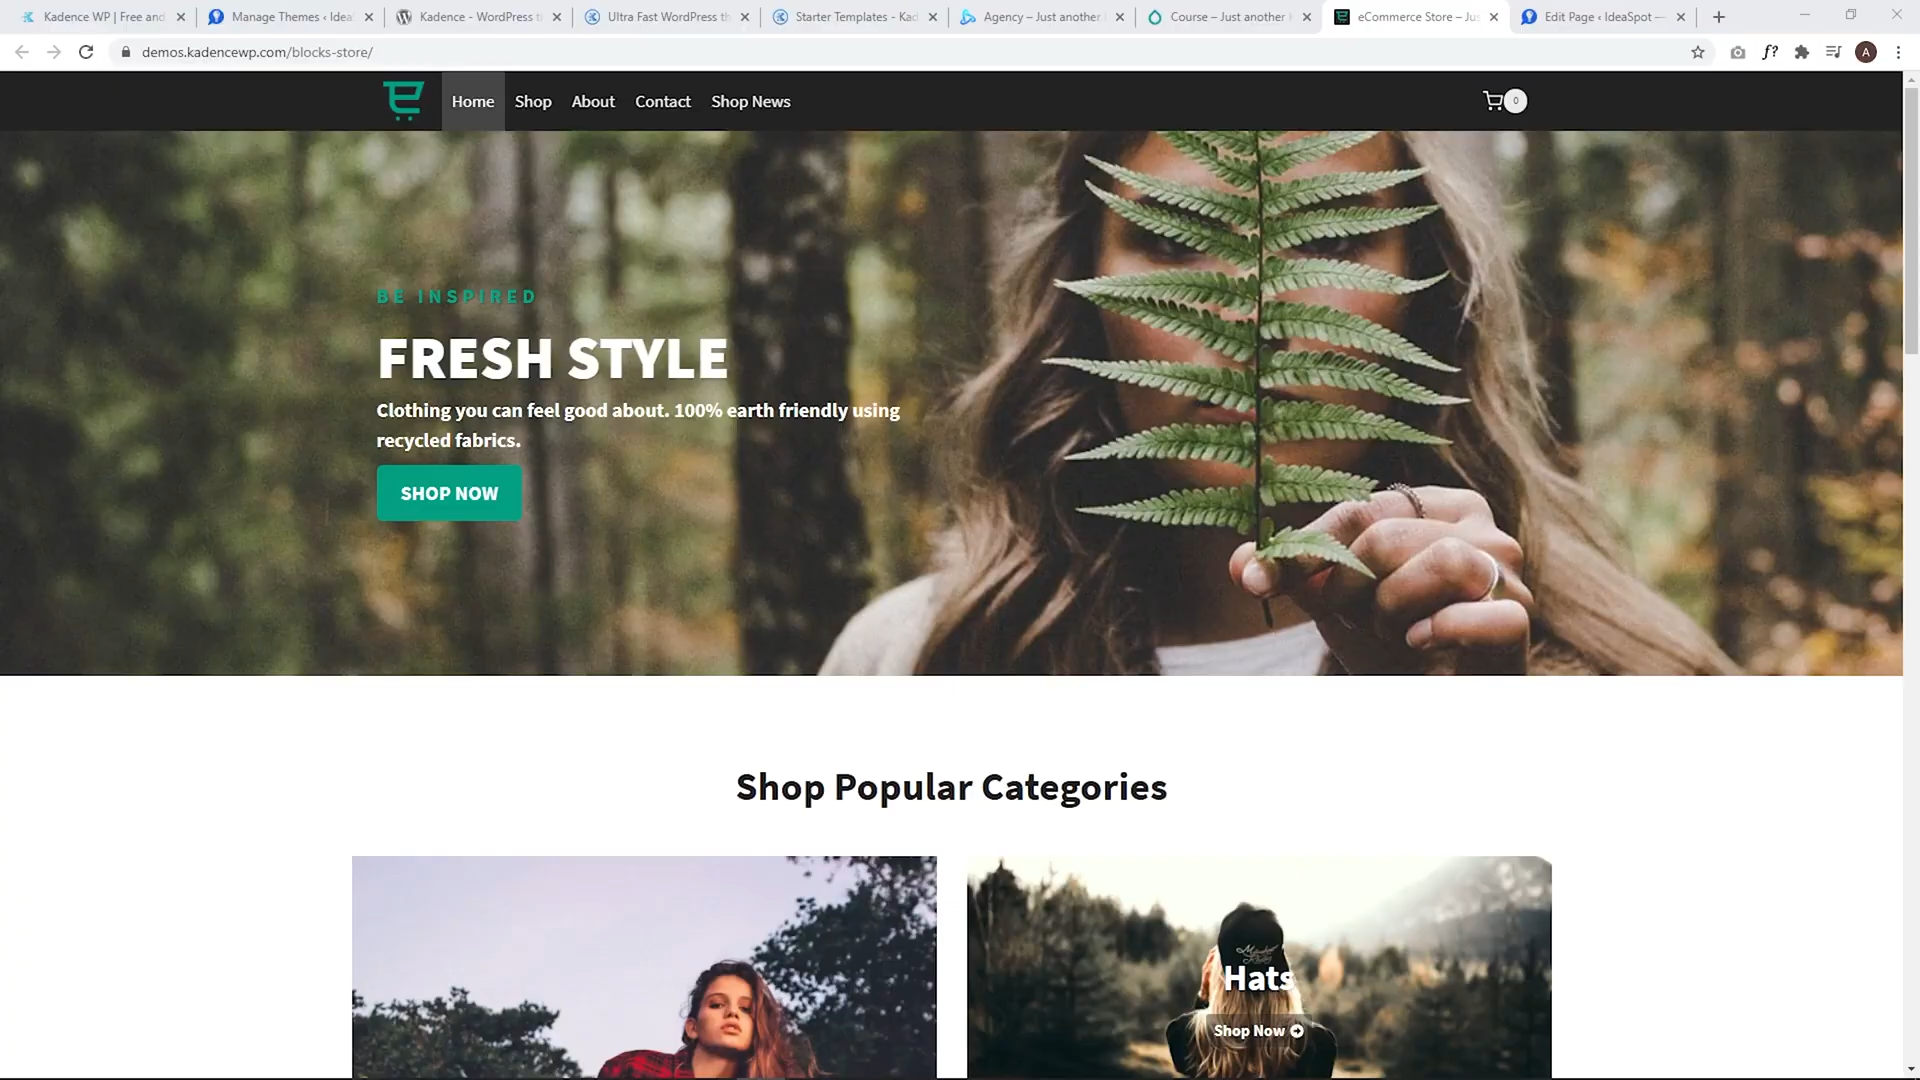 Kadence WP | Free and
Manage Themes ‹ Idea
Kadence - WordPress t
Ultra Fast WordPress th
Starter Templates - Kad
Agency – Just another
Course – Just another
eCommerce Store – Jus
Edit Page ‹ IdeaSpot —
demos.kadencewp.com/blocks-store/
f?
A
Home
Shop
About
Contact
Shop News
0
BE INSPIRED
FRESH STYLE
Clothing you can feel good about. 100% earth friendly using
recycled fabrics.
SHOP NOW
Shop Popular Categories
Hats
Shop Now